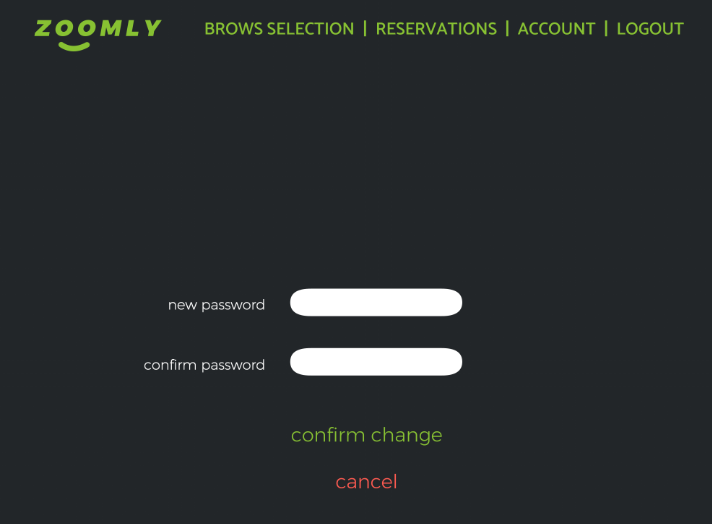 ZOOMLY BROWS SELECTION | RESERVATIONS | ACCOUNT | LOGOUT
new password
confirm password
confirm change
cancel